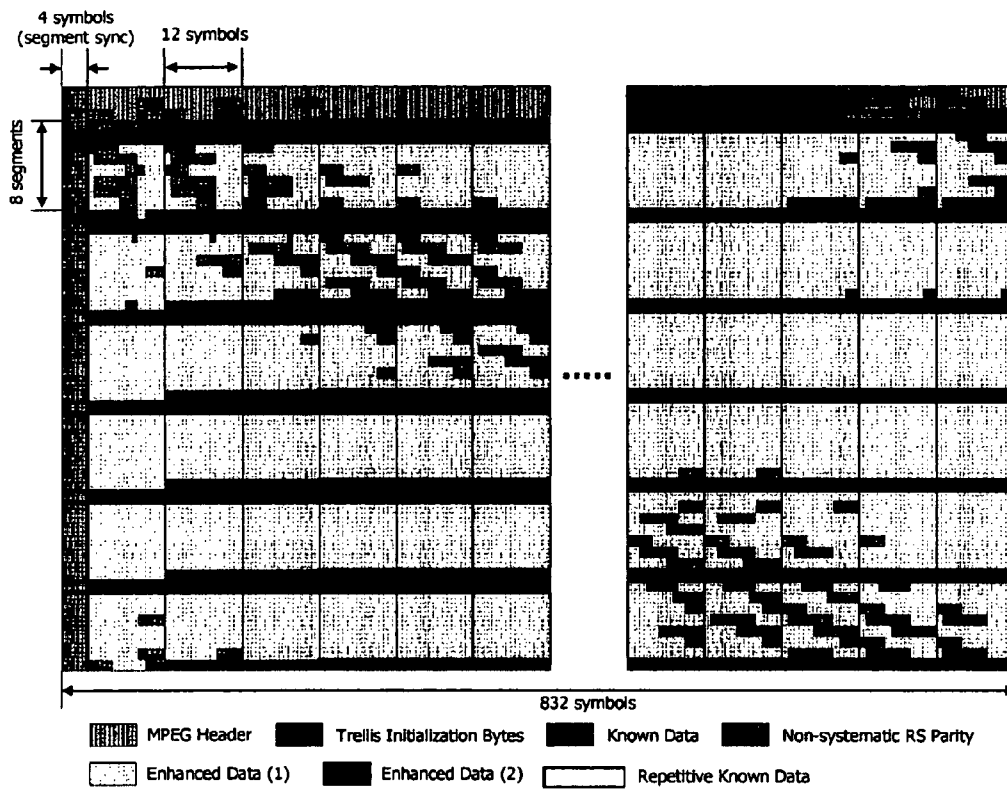 4 symbols
(segment sync)
12 symbols
8 segments
832 symbols
MPEG Header
Trellis Initialization Bytes
Known Data
Non-systematic RS Parity
Enhanced Data (1)
Enhanced Data (2)
Repetitive Known Data